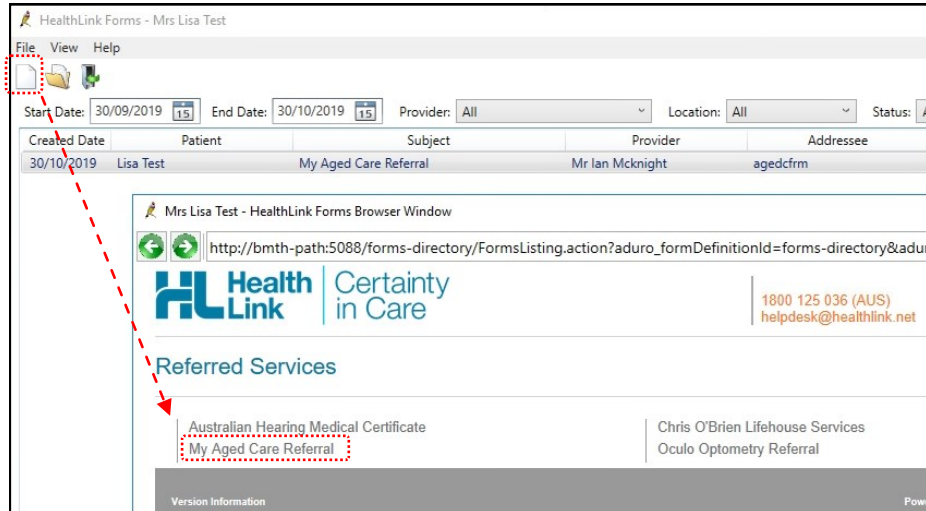 HealthLink Forms - Mrs Lisa Test
File View Help
Start Date: 30/09/2019 15 End Date: 30/10/2019 15 Provider: All Location: All Status:
Created Date Patient Subject Provider Addressee
30/10/2019 Lisa Test My Aged Care Referral Mr Ian Mcknight agedcfrm
Mrs Lisa Test - HealthLink Forms Browser Window
http://bmth-path:5088/forms-directory/FormsListing.action?aduro_formDefinitionId=forms-directory&adu
HL Health Link Certainty in Care
1800 125 036 (AUS)
helpdesk@healthlink.net
Referred Services
Australian Hearing Medical Certificate Chris O'Brien Lifehouse Services
My Aged Care Referral Oculo Optometry Referral
Version Information Powe